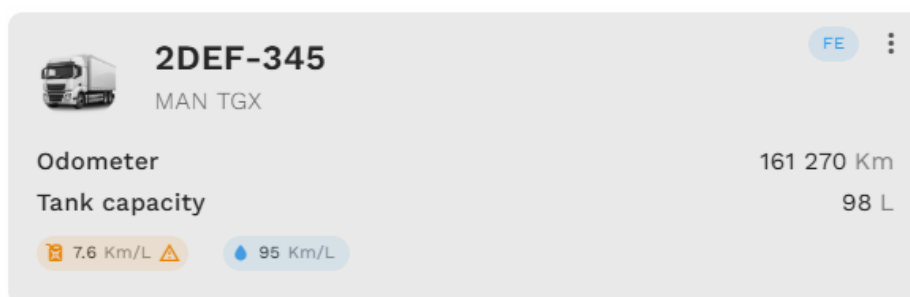 2DEF-345
FE
MAN TGX
Odometer
161 270 Km
Tank capacity
98 L
7.6 Km/L
95 Km/L